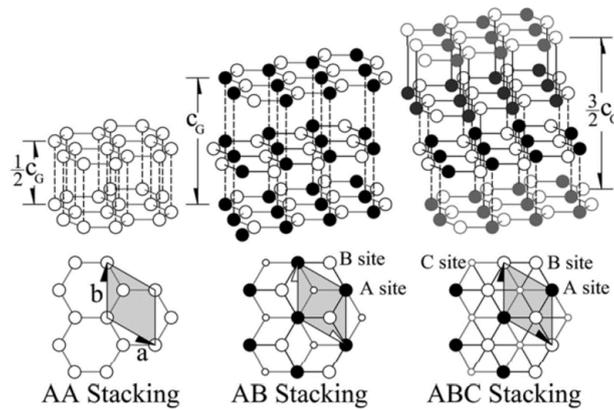 ½c_G
c_G
3/2 c_G
C site
B site
A site
B site
A site
b
a
AA Stacking
AB Stacking
ABC Stacking